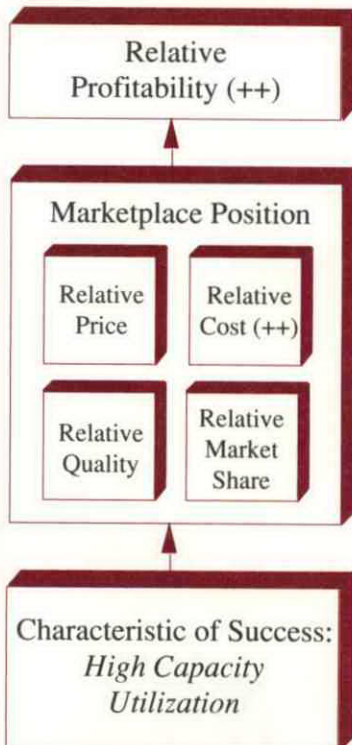 Relative
Profitability (++)
Marketplace Position
Relative
Price
Relative
Cost (++)
Relative
Quality
Relative
Market
Share
Characteristic of Success:
High Capacity
Utilization